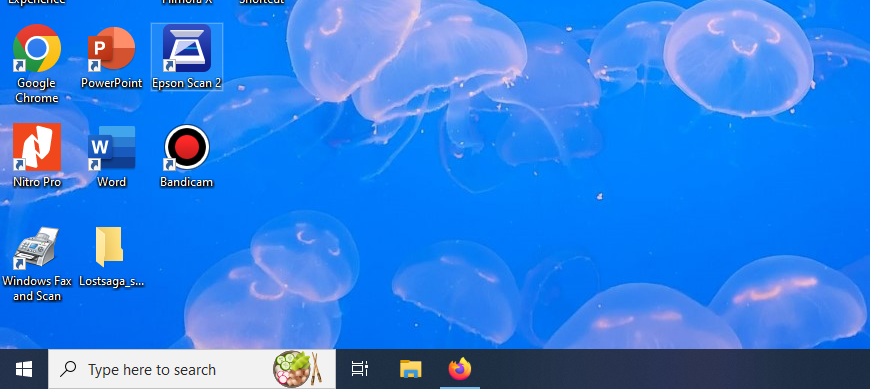 Experience
Filmora X
Shortcut
Google
Chrome
PowerPoint
Epson Scan 2
Nitro Pro
Word
Bandicam
Windows Fax
and Scan
Lostsaga_s...
Type here to search